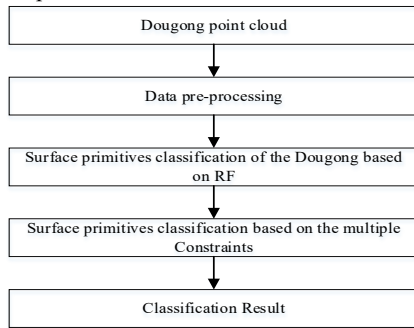 Dougong point cloud
Data pre-processing
Surface primitives classification of the Dougong based
on RF
Surface primitives classification based on the multiple
Constraints
Classification Result